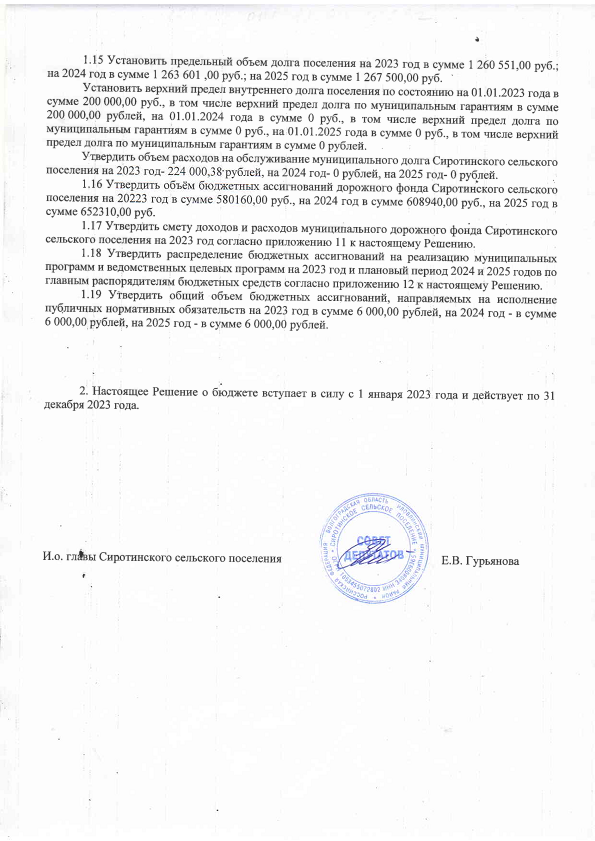 1.15 Установить предельный объем долга поселения на 2023 год в сумме 1 260 551,00 руб.;
на 2024 год в сумме 1 263 601 ,00 руб.; на 2025 год в сумме 1 267 500,00 руб.
Установить верхний предел внутреннего долга поселения по состоянию на 01.01.2023 года в
сумме 200 000,00 руб., в том числе верхний предел долга по муниципальным гарантиям в сумме
200 000,00 рублей, на 01.01.2024 года в сумме 0 руб., в том числе верхний предел долга по
муниципальным гарантиям в сумме 0 руб., на 01.01.2025 года в сумме 0 руб., в том числе верхний
предел долга по муниципальным гарантиям в сумме 0 рублей.
Утвердить объем расходов на обслуживание муниципального долга Сиротинского сельского
поселения на 2023 год- 224 000,38 рублей, на 2024 год- 0 рублей, на 2025 год- 0 рублей.
1.16 Утвердить объём бюджетных ассигнований дорожного фонда Сиротинского сельского
поселения на 20223 год в сумме 580160,00 руб., на 2024 год в сумме 608940,00 руб., на 2025 год в
сумме 652310,00 руб.
1.17 Утвердить смету доходов и расходов муниципального дорожного фонда Сиротинского
сельского поселения на 2023 год согласно приложению 11 к настоящему Решению.
1.18 Утвердить распределение бюджетных ассигнований на реализацию муниципальных
программ и ведомственных целевых программ на 2023 год и плановый период 2024 и 2025 годов по
главным распорядителям бюджетных средств согласно приложению 12 к настоящему Решению.
1.19 Утвердить общий объем бюджетных ассигнований, направляемых на исполнение
публичных нормативных обязательств на 2023 год в сумме 6 000,00 рублей, на 2024 год - в сумме
6 000,00 рублей, на 2025 год - в сумме 6 000,00 рублей.
2. Настоящее Решение о бюджете вступает в силу с 1 января 2023 года и действует по 31
декабря 2023 года.
РОССИЙСКАЯ ФЕДЕРАЦИЯ ВОЛГОГРАДСКАЯ ОБЛАСТЬ ИЛОВЛИНСКИЙ МУНИЦИПАЛЬНЫЙ РАЙОН
СИРОТИНСКОЕ СЕЛЬСКОЕ ПОСЕЛЕНИЕ
СОВЕТ
ДЕПУТАТОВ
И.о. главы Сиротинского сельского поселения
Е.В. Гурьянова